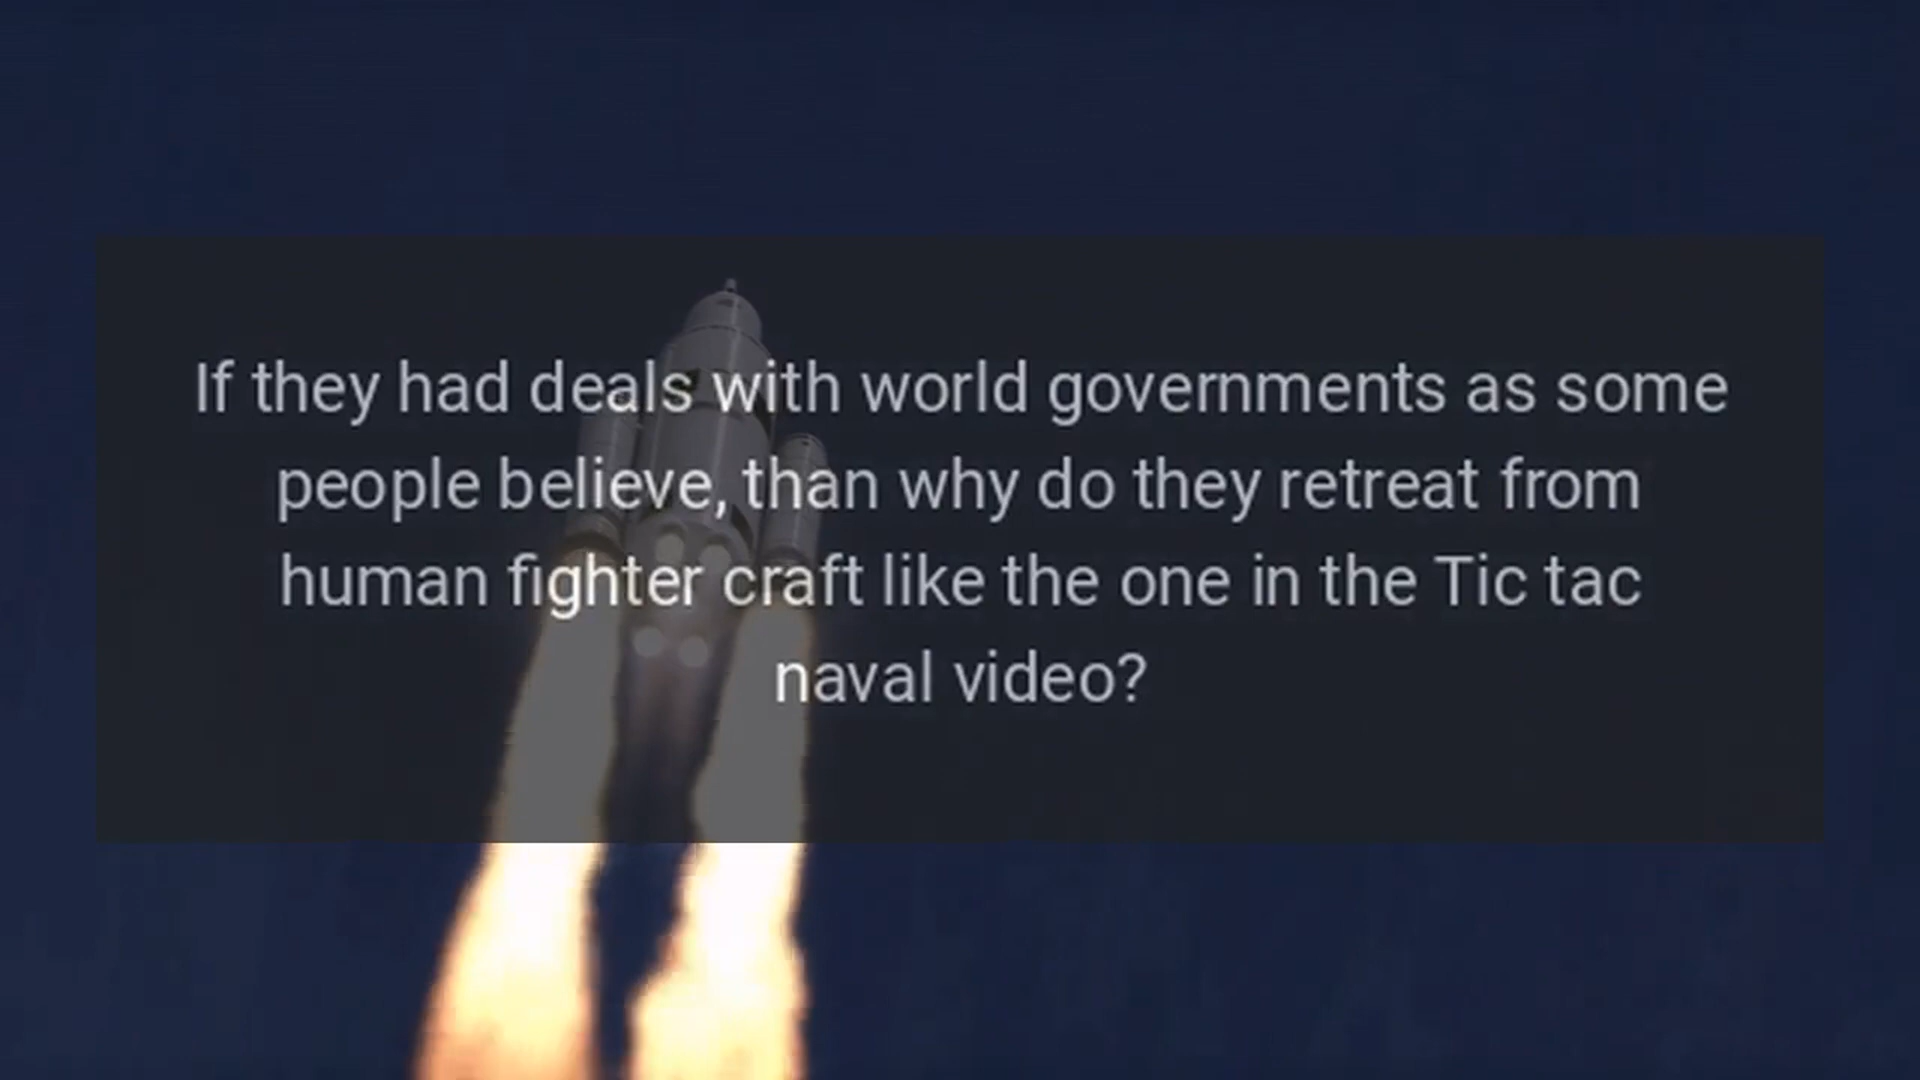 If they had deals with world governments as some
people believe, than why do they retreat from
human fighter craft like the one in the Tic tac
naval video?